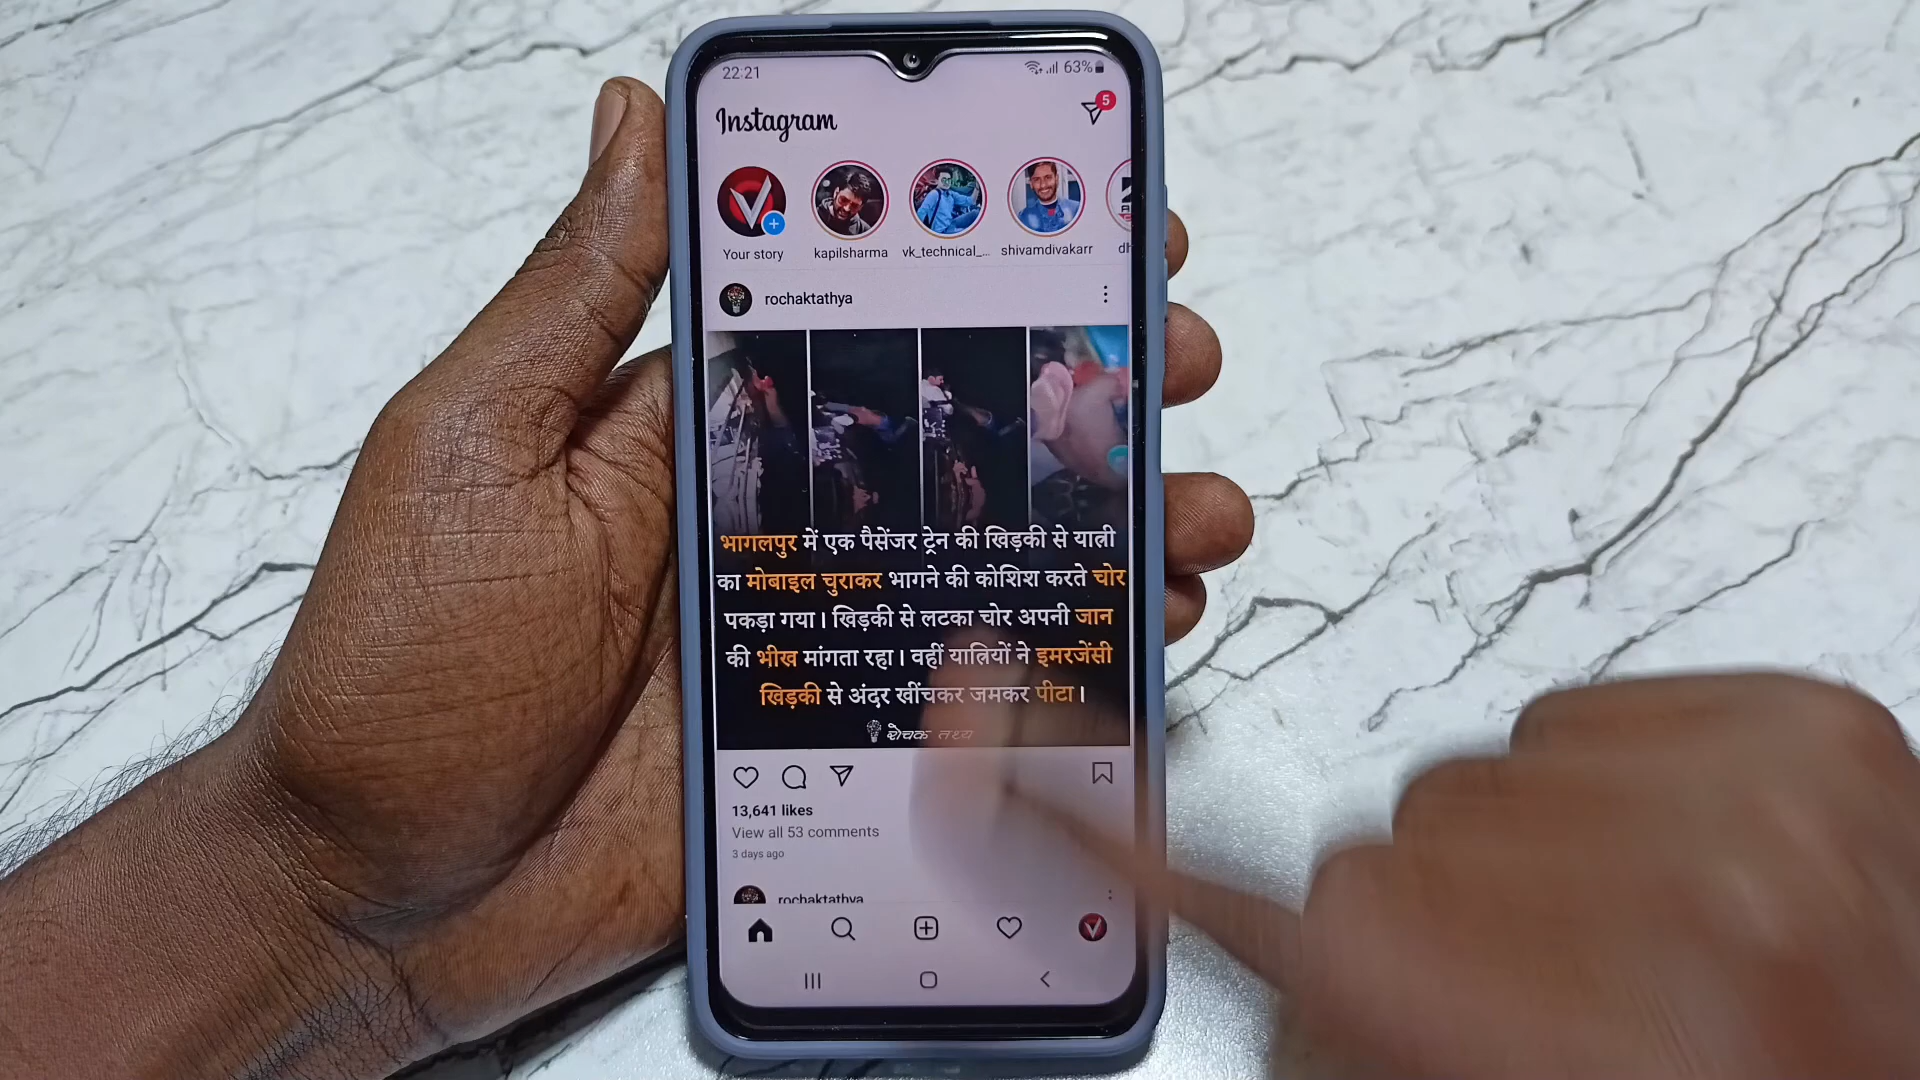 22:21
63%
Instagram
5
Your story
kapilsharma
vk_technical_...
shivamdivakarr
rochaktathya
भागलपुर में एक पैसेंजर ट्रेन की खिड़की से यात्री
का मोबाइल चुराकर भागने की कोशिश करते चोर
पकड़ा गया। खिड़की से लटका चोर अपनी जान
की भीख मांगता रहा। वहीं यात्रियों ने इमरजेंसी
खिड़की से अंदर खींचकर जमकर पीटा।
रोचक तथ्य
13,641 likes
View all 53 comments
3 days ago
rochaktathya